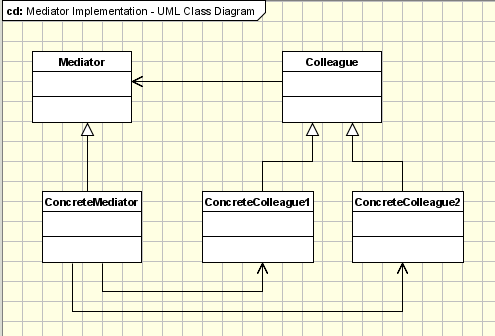 cd: Mediator Implementation - UML Class Diagram
Mediator
Colleague
ConcreteMediator
ConcreteColleague1
ConcreteColleague2